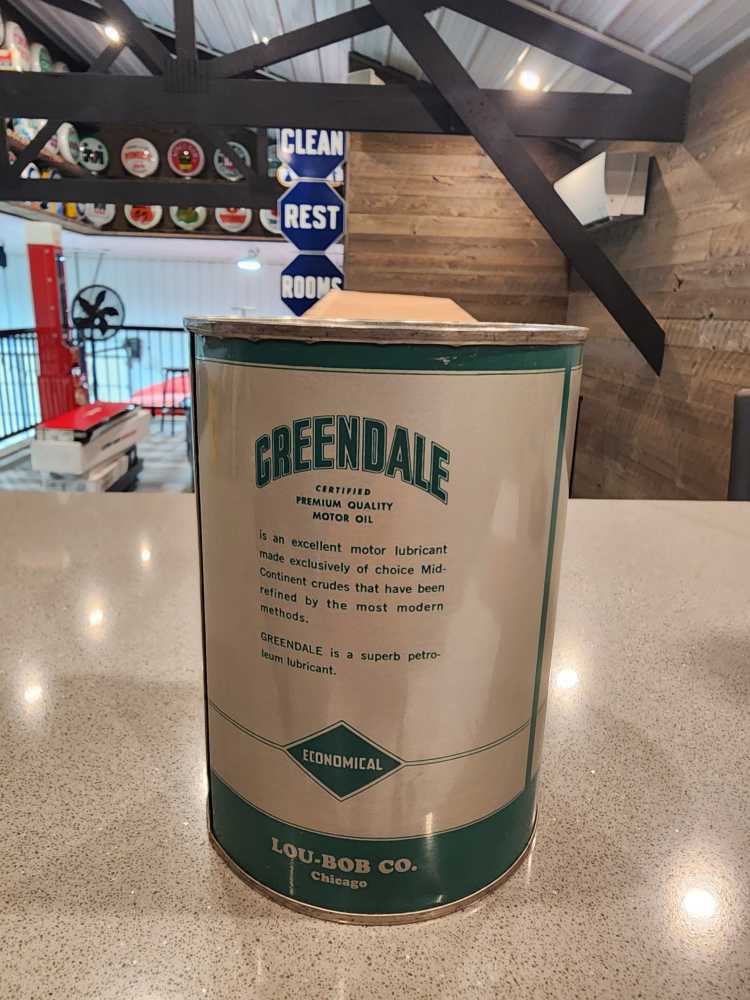 CLEAN
REST
ROOMS
GREENDALE
CERTIFIED
PREMIUM QUALITY
MOTOR OIL
is an excellent motor lubricant
made exclusively of choice Mid-
Continent crudes that have been
refined by the most modern
methods.
GREENDALE is a superb petro-
leum lubricant.
ECONOMICAL
LOU-BOB CO.
Chicago